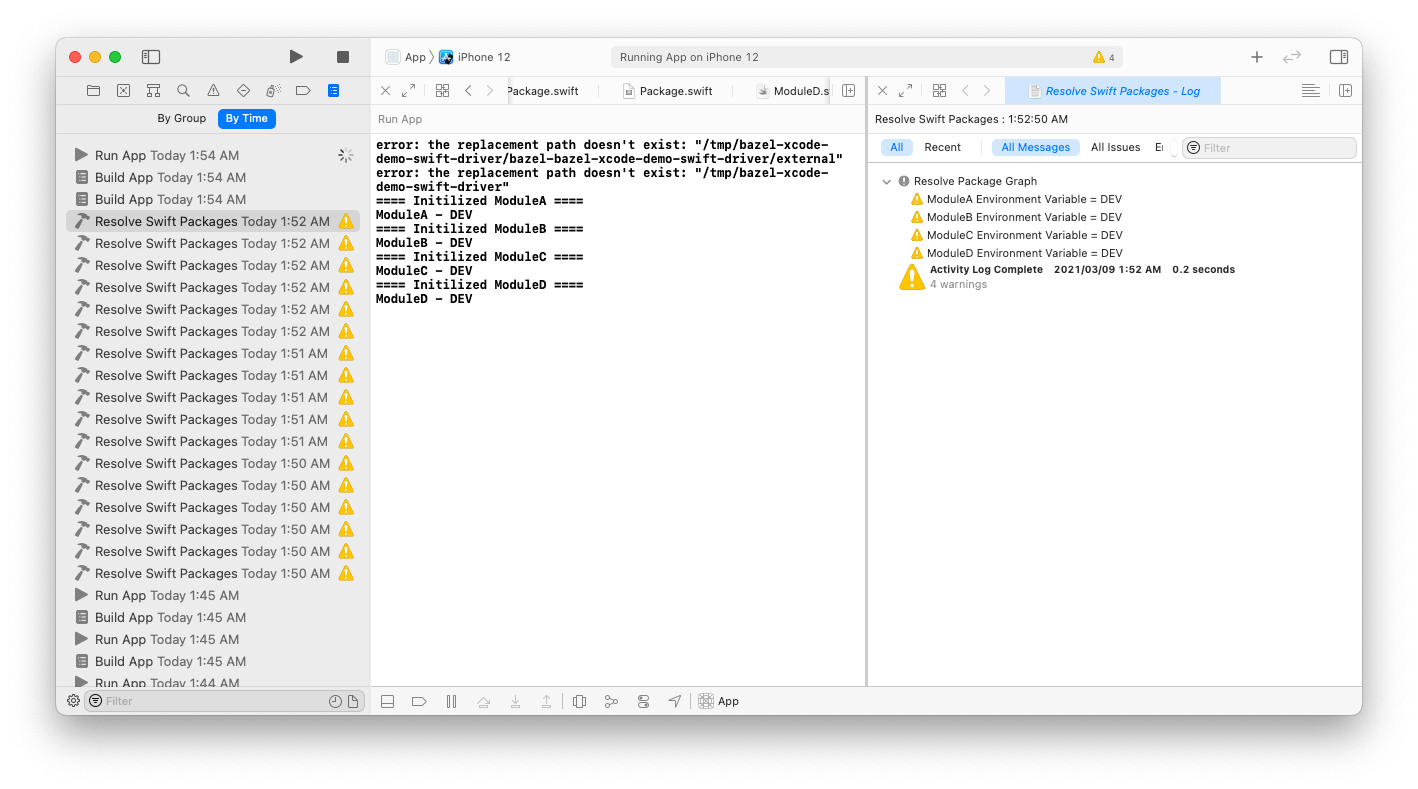 App
iPhone 12
Running App on iPhone 12
4
By Group
By Time
Run App Today 1:54 AM
Build App Today 1:54 AM
Build App Today 1:54 AM
Resolve Swift Packages Today 1:52 AM
Resolve Swift Packages Today 1:52 AM
Resolve Swift Packages Today 1:52 AM
Resolve Swift Packages Today 1:52 AM
Resolve Swift Packages Today 1:52 AM
Resolve Swift Packages Today 1:52 AM
Resolve Swift Packages Today 1:51 AM
Resolve Swift Packages Today 1:51 AM
Resolve Swift Packages Today 1:51 AM
Resolve Swift Packages Today 1:51 AM
Resolve Swift Packages Today 1:51 AM
Resolve Swift Packages Today 1:50 AM
Resolve Swift Packages Today 1:50 AM
Resolve Swift Packages Today 1:50 AM
Resolve Swift Packages Today 1:50 AM
Resolve Swift Packages Today 1:50 AM
Resolve Swift Packages Today 1:50 AM
Run App Today 1:45 AM
Build App Today 1:45 AM
Run App Today 1:45 AM
Build App Today 1:45 AM
Run App Today 1:44 AM
Filter
Package.swift
Package.swift
ModuleD.s
Run App
error: the replacement path doesn't exist: "/tmp/bazel-xcode-
demo-swift-driver/bazel-bazel-xcode-demo-swift-driver/external"
error: the replacement path doesn't exist: "/tmp/bazel-xcode-
demo-swift-driver"
==== Initilized ModuleA ====
ModuleA - DEV
==== Initilized ModuleB ====
ModuleB - DEV
==== Initilized ModuleC ====
ModuleC - DEV
==== Initilized ModuleD ====
ModuleD - DEV
App
Resolve Swift Packages - Log
Resolve Swift Packages : 1:52:50 AM
All
Recent
All Messages
All Issues
Filter
Resolve Package Graph
ModuleA Environment Variable = DEV
ModuleB Environment Variable = DEV
ModuleC Environment Variable = DEV
ModuleD Environment Variable = DEV
Activity Log Complete 2021/03/09 1:52 AM 0.2 seconds
4 warnings